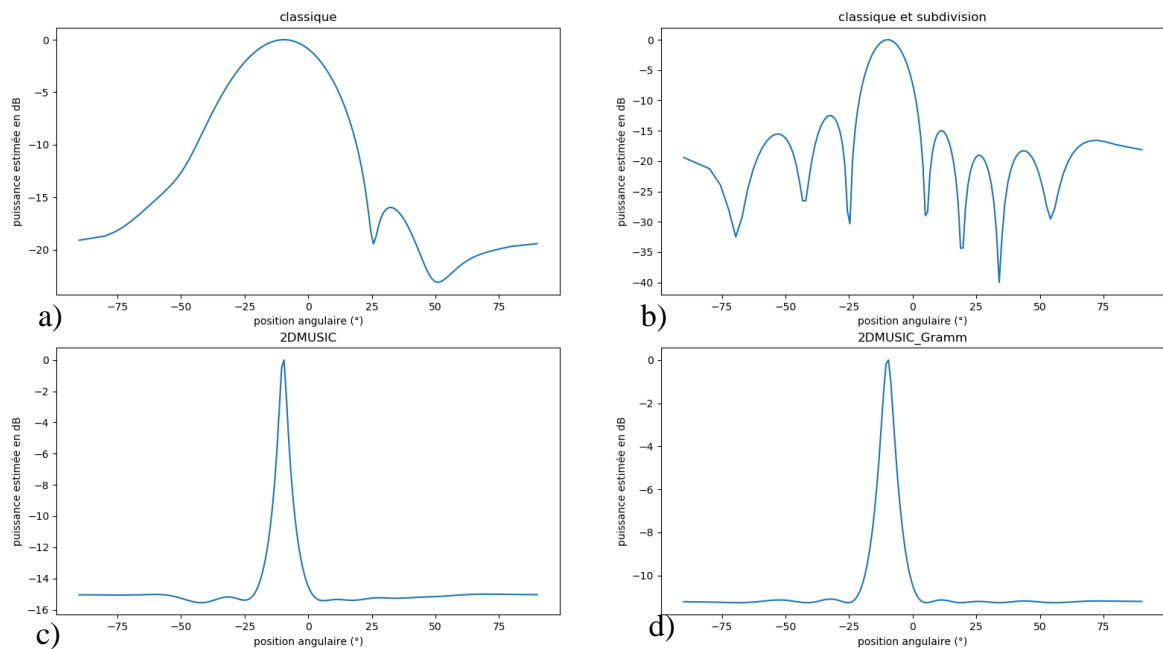 classique
puissance estimée en dB
0
−5
−10
−15
−20
−75 −50 −25 0 25 50 75
position angulaire (°)
a)
classique et subdivision
puissance estimée en dB
0
−5
−10
−15
−20
−25
−30
−35
−40
−75 −50 −25 0 25 50 75
position angulaire (°)
b)
2DMUSIC
puissance estimée en dB
0
−2
−4
−6
−8
−10
−12
−14
−16
−75 −50 −25 0 25 50 75
position angulaire (°)
c)
2DMUSIC_Gramm
puissance estimée en dB
0
−2
−4
−6
−8
−10
−75 −50 −25 0 25 50 75
position angulaire (°)
d)